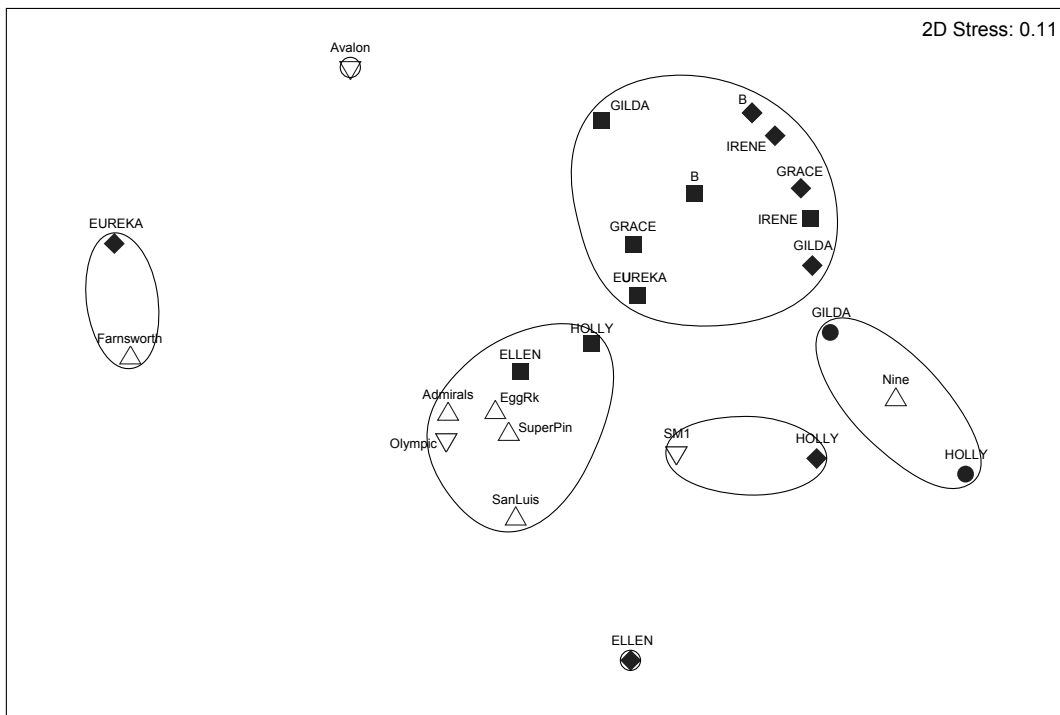 2D Stress: 0.11
Avalon
GILDA
B
IRENE
GRACE
B
IRENE
GRACE
EUREKA
GILDA
EUREKA
GILDA
Farnsworth
HOLLY
ELLEN
Nine
Admirals
EggRk
SuperPin
Olympic
SM1
HOLLY
HOLLY
SanLuis
ELLEN